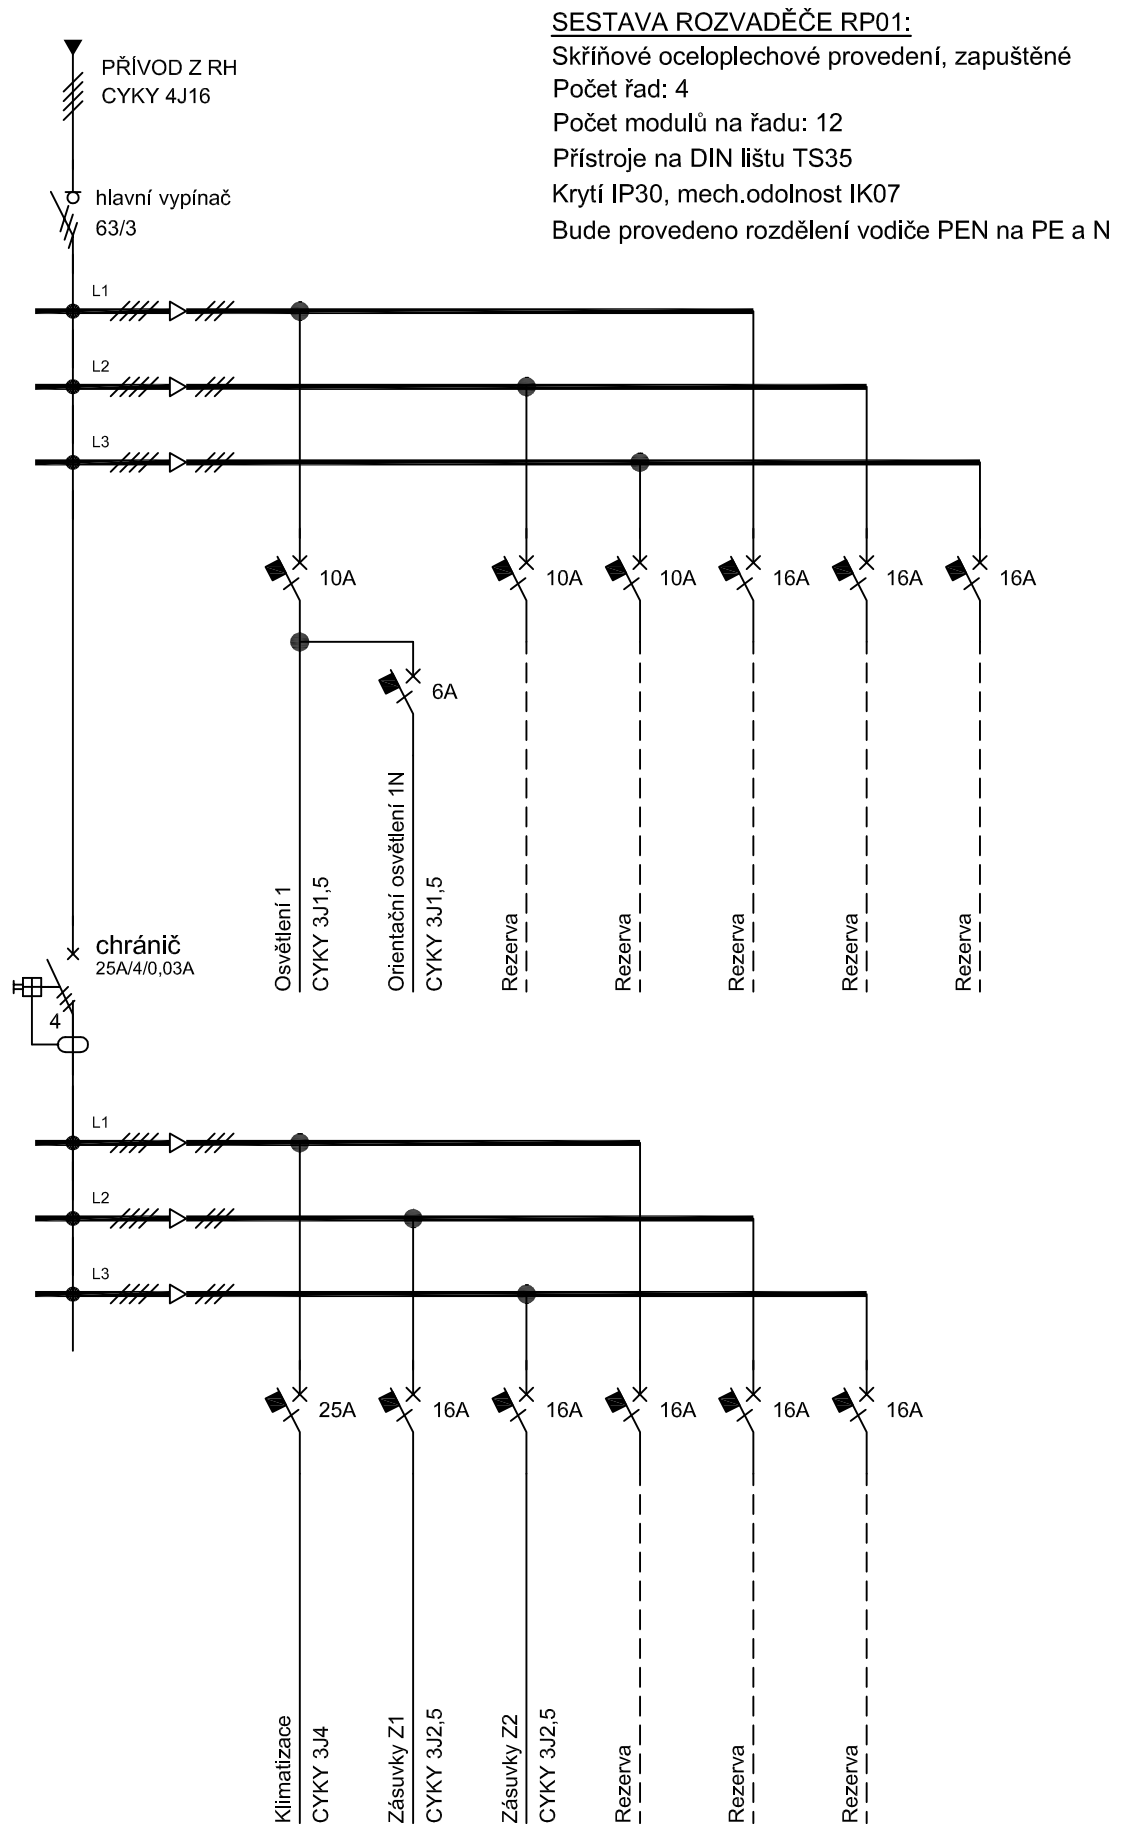 SESTAVA ROZVADĚČE RP01:
Skříňové oceloplechové provedení, zapuštěné
Počet řad: 4
Počet modulů na řadu: 12
Přístroje na DIN lištu TS35
Krytí IP30, mech.odolnost IK07
Bude provedeno rozdělení vodiče PEN na PE a N
PŘÍVOD Z RH
CYKY 4J16
hlavní vypínač
63/3
L1
L2
L3
10A
10A
10A
16A
16A
16A
6A
Osvětlení 1
CYKY 3J1,5
Orientační osvětlení 1N
CYKY 3J1,5
Rezerva
Rezerva
Rezerva
Rezerva
Rezerva
chránič
25A/4/0,03A
4
L1
L2
L3
25A
16A
16A
16A
16A
16A
Klimatizace
CYKY 3J4
Zásuvky Z1
CYKY 3J2,5
Zásuvky Z2
CYKY 3J2,5
Rezerva
Rezerva
Rezerva